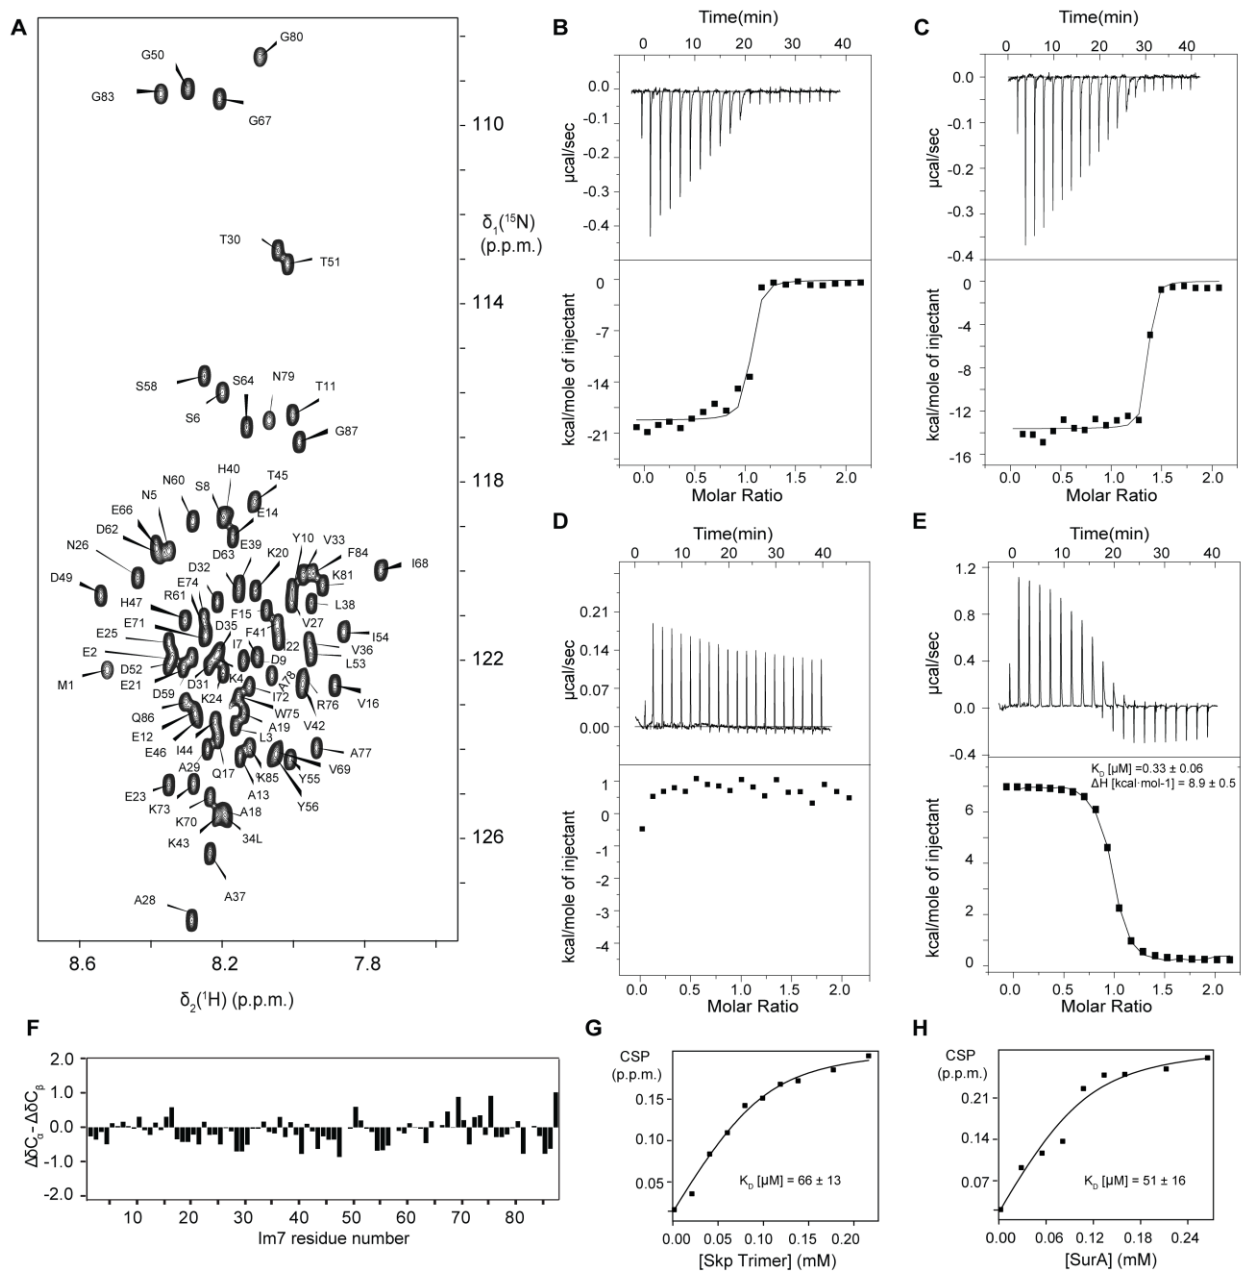 A
G80
G50
G83
G67
110
δ₁(¹⁵N)
(p.p.m.)
T30
T51
114
S58
S64
N79
T11
S6
G87
118
H40
T45
N60
S8
N5
E14
E66
D62
Y10
V33
N26
D63
E39
K20
F84
I68
D32
K81
D49
E74
R61
H47
F15
L38
D35
F41
V27
I54
E71
I22
V36
E25
I7
D9
L53
E2
122
D52
K4
A78
M1
E21
D31
I72
D59
K24
R76
V16
W75
Q86
A19
V42
E12
L3
E46
I44
A77
A29
Q17
K85
V69
E23
A13
Y55
K73
Y56
K70
A18
K43
34L
126
A37
A28
8.6
8.2
7.8
δ₂(¹H) (p.p.m.)
B
Time(min)
0 10 20 30 40
0.0
-0.1
-0.2
-0.3
-0.4
µcal/sec
0
-7
-14
-21
kcal/mole of injectant
0.0 0.5 1.0 1.5 2.0
Molar Ratio
C
Time(min)
0 10 20 30 40
0.0
-0.1
-0.2
-0.3
-0.4
µcal/sec
0
-4
-8
-12
-16
kcal/mole of injectant
0.0 0.5 1.0 1.5 2.0
Molar Ratio
D
Time(min)
0 10 20 30 40
0.21
0.14
0.07
0.00
µcal/sec
1
0
1
-2
-3
-4
kcal/mole of injectant
0.0 0.5 1.0 1.5 2.0
Molar Ratio
E
Time(min)
0 10 20 30 40
1.2
0.8
0.4
0.0
-0.4
µcal/sec
K_D [µM] =0.33 ± 0.06
ΔH [kcal·mol-1] = 8.9 ± 0.5
6
4
2
0
kcal/mole of injectant
0.0 0.5 1.0 1.5 2.0
Molar Ratio
F
2.0
1.0
0.0
-1.0
-2.0
ΔδCα - ΔδCβ
10 20 30 40 50 60 70 80
Im7 residue number
G
CSP
(p.p.m.)
0.15
0.10
0.05
K_D [µM] = 66 ± 13
0.00 0.05 0.10 0.15 0.20
[Skp Trimer] (mM)
H
CSP
(p.p.m.)
0.21
0.14
0.07
K_D [µM] = 51 ± 16
0.00 0.06 0.12 0.18 0.24
[SurA] (mM)